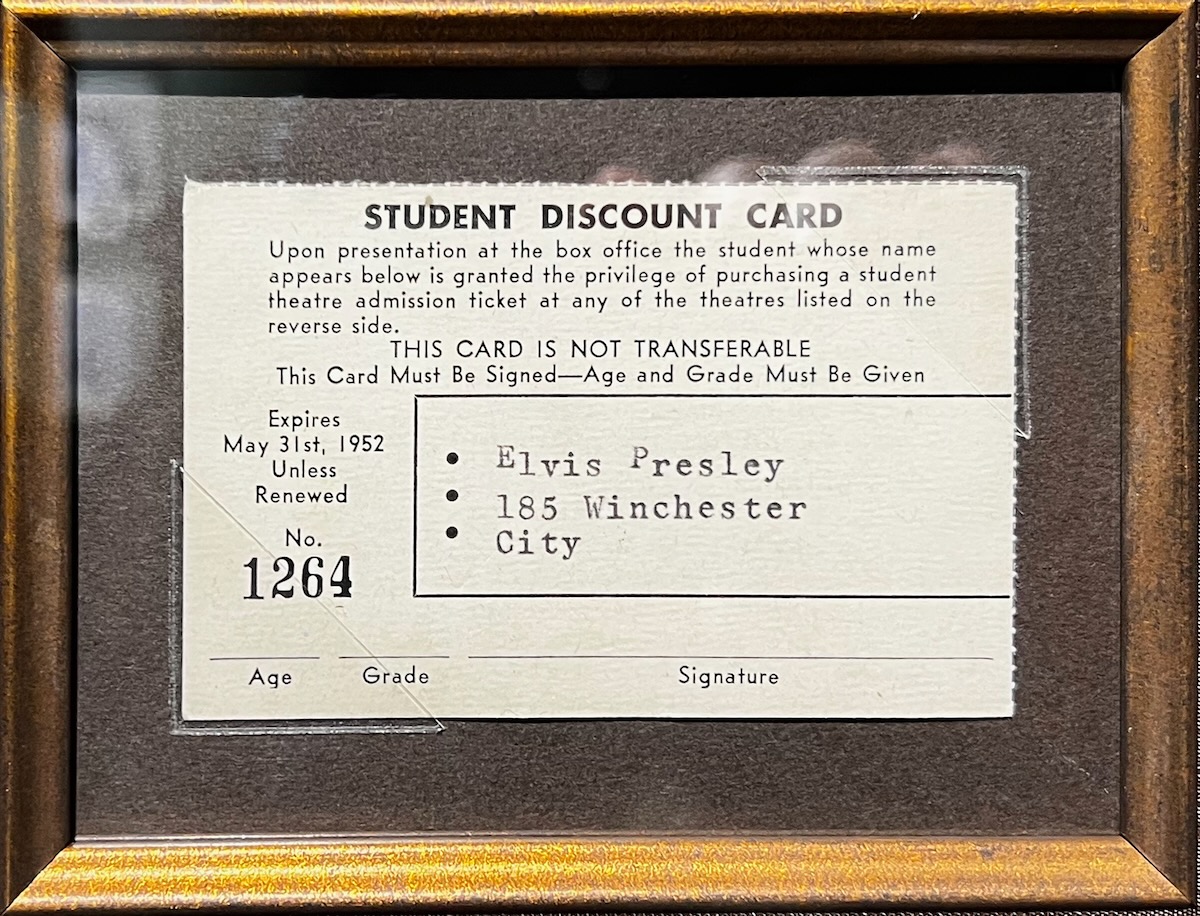 STUDENT DISCOUNT CARD
Upon presentation at the box office the student whose name
appears below is granted the privilege of purchasing a student
theatre admission ticket at any of the theatres listed on the
reverse side.
THIS CARD IS NOT TRANSFERABLE
This Card Must Be Signed—Age and Grade Must Be Given
Expires
May 31st, 1952
Unless
Renewed
No.
1264
• Elvis Presley
• 185 Winchester
• City
Age Grade Signature